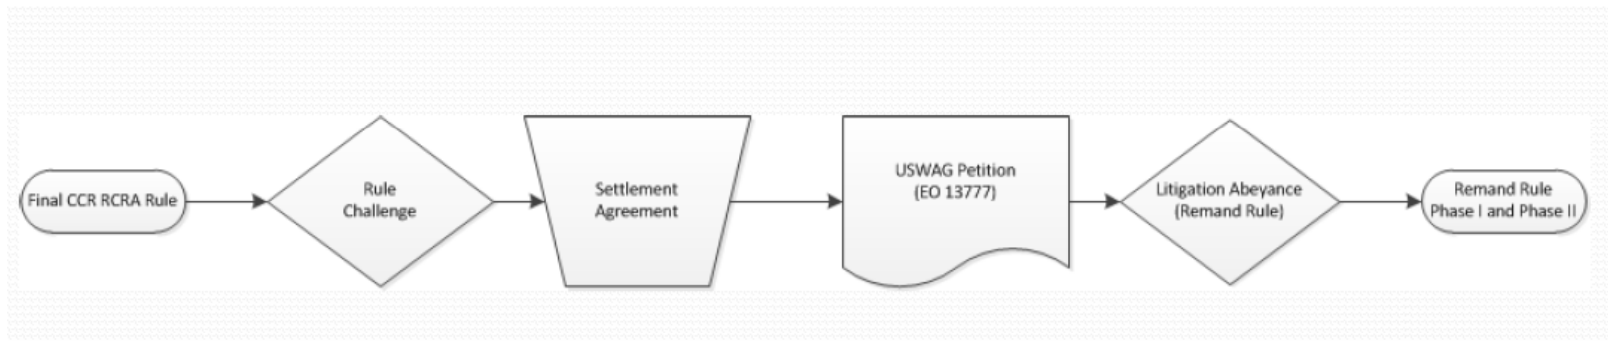 Final CCR RCRA Rule
Rule
Challenge
Settlement
Agreement
USWAG Petition
(EO 13777)
Litigation Abeyance
(Remand Rule)
Remand Rule
Phase I and Phase II